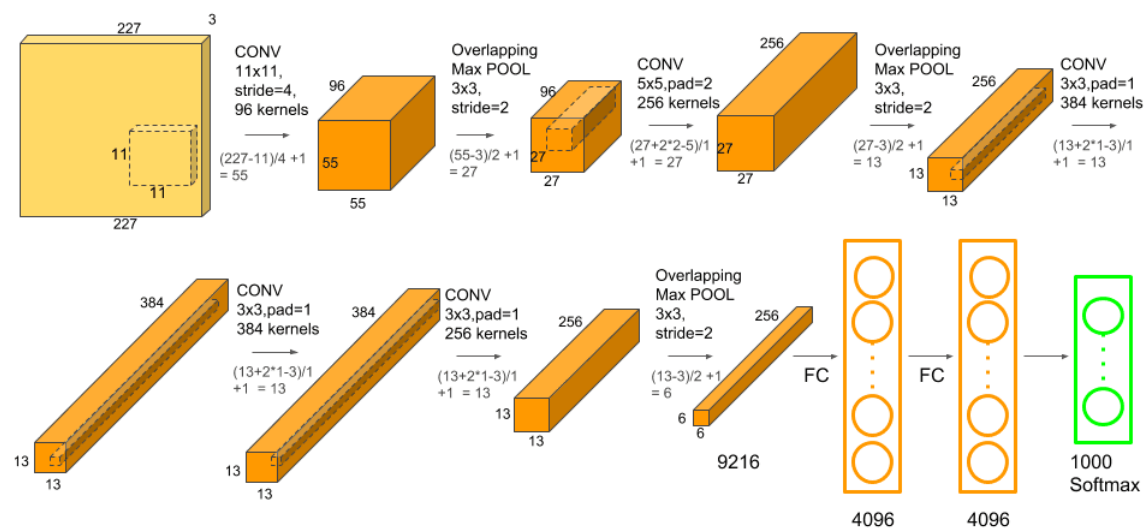 227
3
11
11
227
CONV
11x11,
stride=4,
96 kernels
(227-11)/4 +1
= 55
96
55
55
Overlapping
Max POOL
3x3,
stride=2
(55-3)/2 +1
= 27
96
27
27
CONV
5x5,pad=2
256 kernels
(27+2*2-5)/1
+1 = 27
256
27
27
Overlapping
Max POOL
3x3,
stride=2
(27-3)/2 +1
= 13
256
13
13
CONV
3x3,pad=1
384 kernels
(13+2*1-3)/1
+1 = 13
384
13
13
CONV
3x3,pad=1
384 kernels
(13+2*1-3)/1
+1 = 13
384
13
13
CONV
3x3,pad=1
256 kernels
(13+2*1-3)/1
+1 = 13
256
13
13
Overlapping
Max POOL
3x3,
stride=2
(13-3)/2 +1
= 6
256
6
6
9216
FC
4096
FC
4096
1000
Softmax